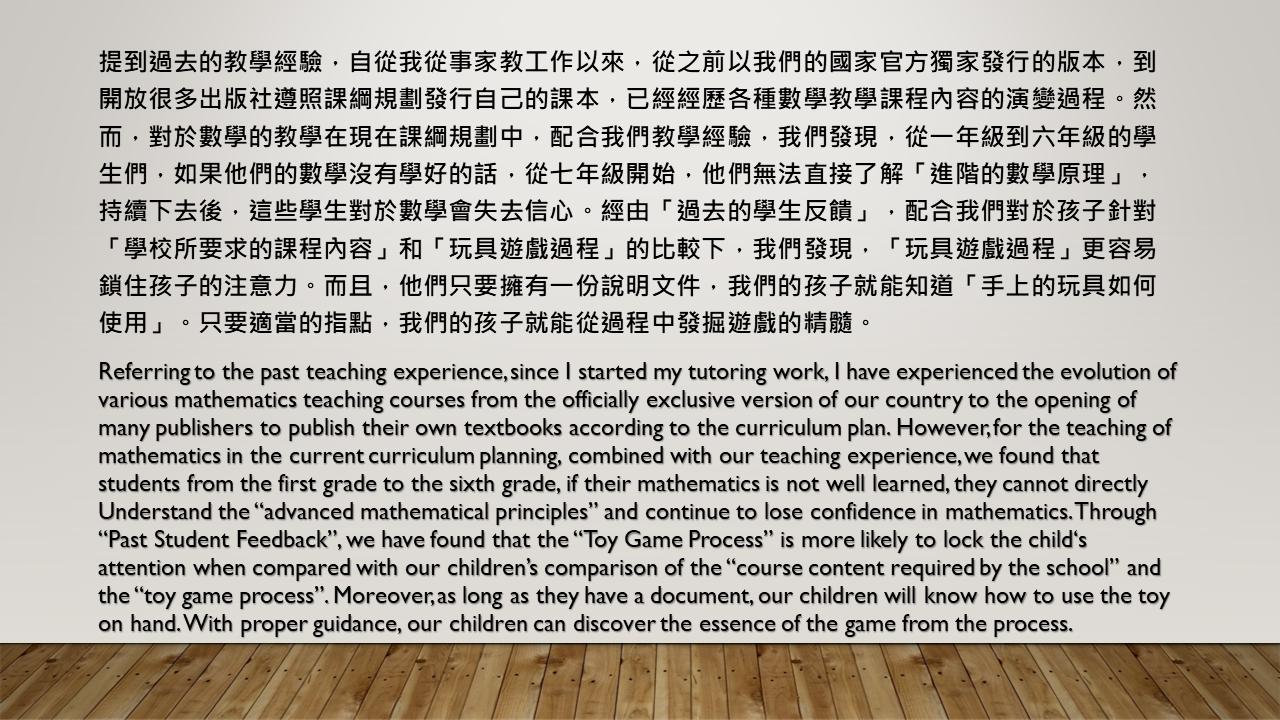 提到過去的教學經驗，自從我從事家教工作以來，從之前以我們的國家官方獨家發行的版本，到
開放很多出版社遵照課綱規劃發行自己的課本，已經經歷各種數學教學課程內容的演變過程。然
而，對於數學的教學在現在課綱規劃中，配合我們教學經驗，我們發現，從一年級到六年級的學
生們，如果他們的數學沒有學好的話，從七年級開始，他們無法直接了解「進階的數學原理」，
持續下去後，這些學生對於數學會失去信心。經由「過去的學生反饋」，配合我們對於孩子針對
「學校所要求的課程內容」和「玩具遊戲過程」的比較下，我們發現，「玩具遊戲過程」更容易
鎖住孩子的注意力。而且，他們只要擁有一份說明文件，我們的孩子就能知道「手上的玩具如何
使用」。只要適當的指點，我們的孩子就能從過程中發掘遊戲的精髓。
Referring to the past teaching experience, since I started my tutoring work, I have experienced the evolution of
various mathematics teaching courses from the officially exclusive version of our country to the opening of
many publishers to publish their own textbooks according to the curriculum plan. However, for the teaching of
mathematics in the current curriculum planning, combined with our teaching experience, we found that
students from the first grade to the sixth grade, if their mathematics is not well learned, they cannot directly
Understand the “advanced mathematical principles” and continue to lose confidence in mathematics. Through
“Past Student Feedback”, we have found that the “Toy Game Process” is more likely to lock the child‘s
attention when compared with our children’s comparison of the “course content required by the school” and
the “toy game process”. Moreover, as long as they have a document, our children will know how to use the toy
on hand. With proper guidance, our children can discover the essence of the game from the process.